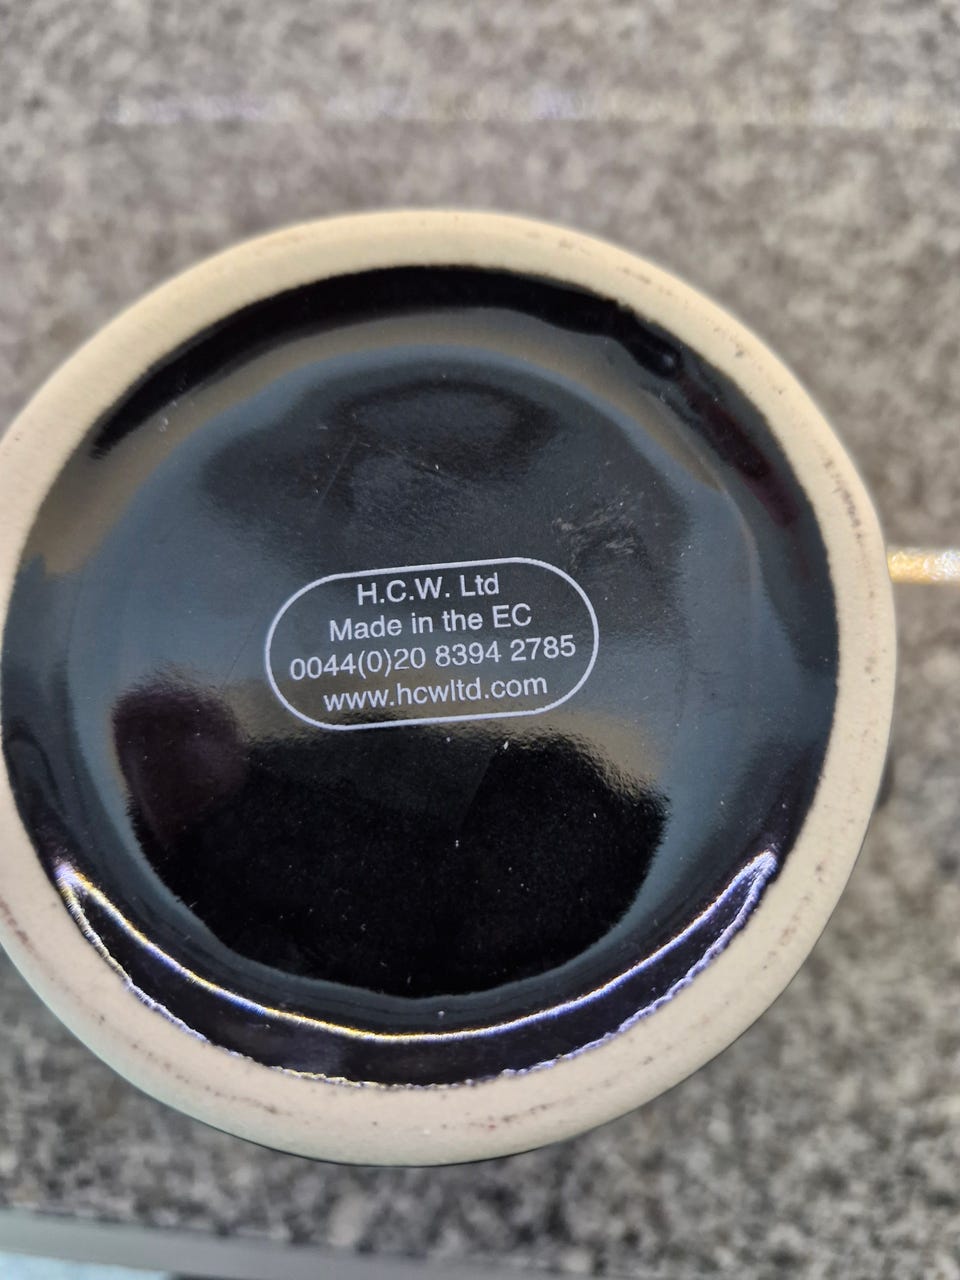 H.C.W. Ltd
Made in the EC
0044(0)20 8394 2785
www.hcwltd.com